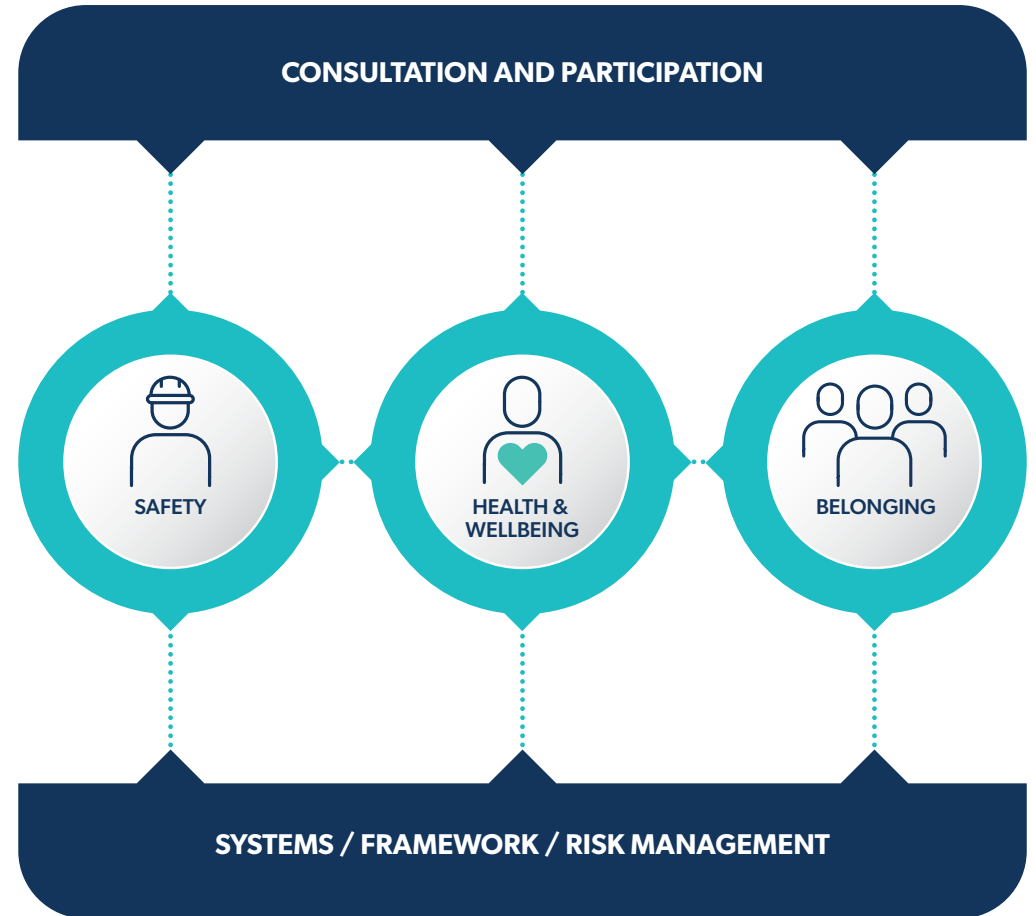 CONSULTATION AND PARTICIPATION
SAFETY
HEALTH &
WELLBEING
BELONGING
SYSTEMS / FRAMEWORK / RISK MANAGEMENT